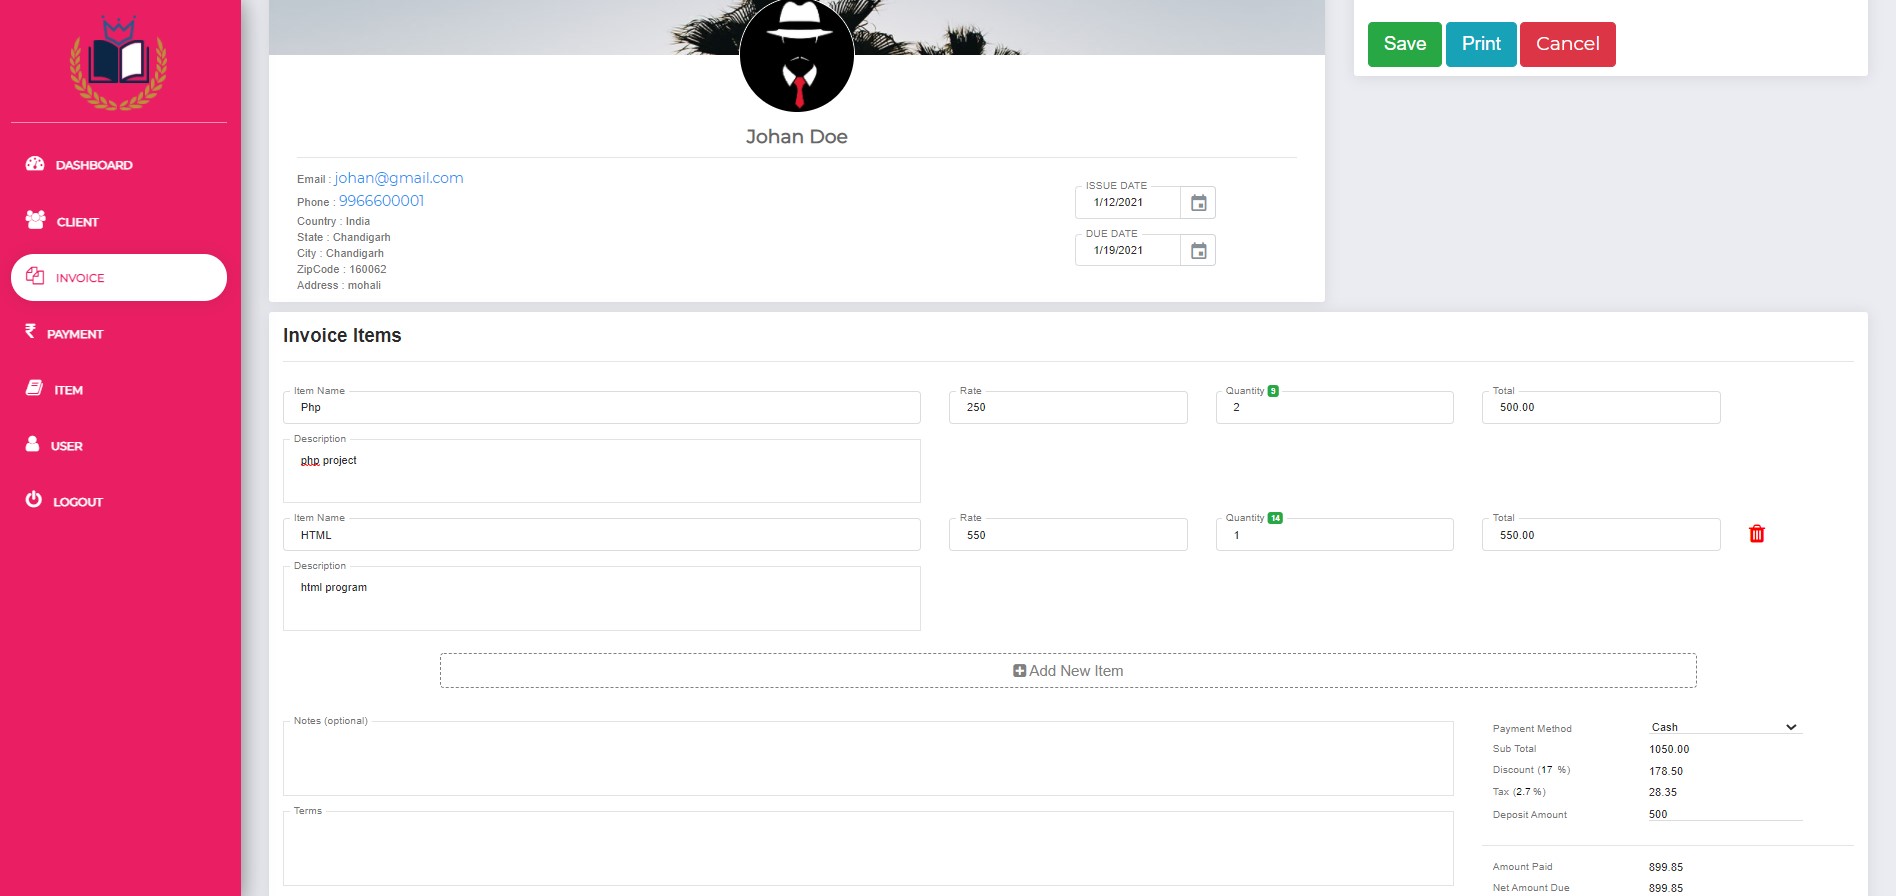 Save Print Cancel
Johan Doe
DASHBOARD
CLIENT
INVOICE
PAYMENT
ITEM
USER
LOGOUT
Email : johan@gmail.com
Phone : 9966600001
Country : India
State : Chandigarh
City : Chandigarh
ZipCode : 160062
Address : mohali
ISSUE DATE
1/12/2021
DUE DATE
1/19/2021
Invoice Items
Item Name Rate Quantity 9 Total
Php 250 2 500.00
Description
php project
Item Name Rate Quantity 14 Total
HTML 550 1 550.00
Description
html program
Add New Item
Notes (optional)
Terms
Payment Method Cash
Sub Total 1050.00
Discount (17 %) 178.50
Tax (2.7 %) 28.35
Deposit Amount 500
Amount Paid 899.85
Net Amount Due 899.85